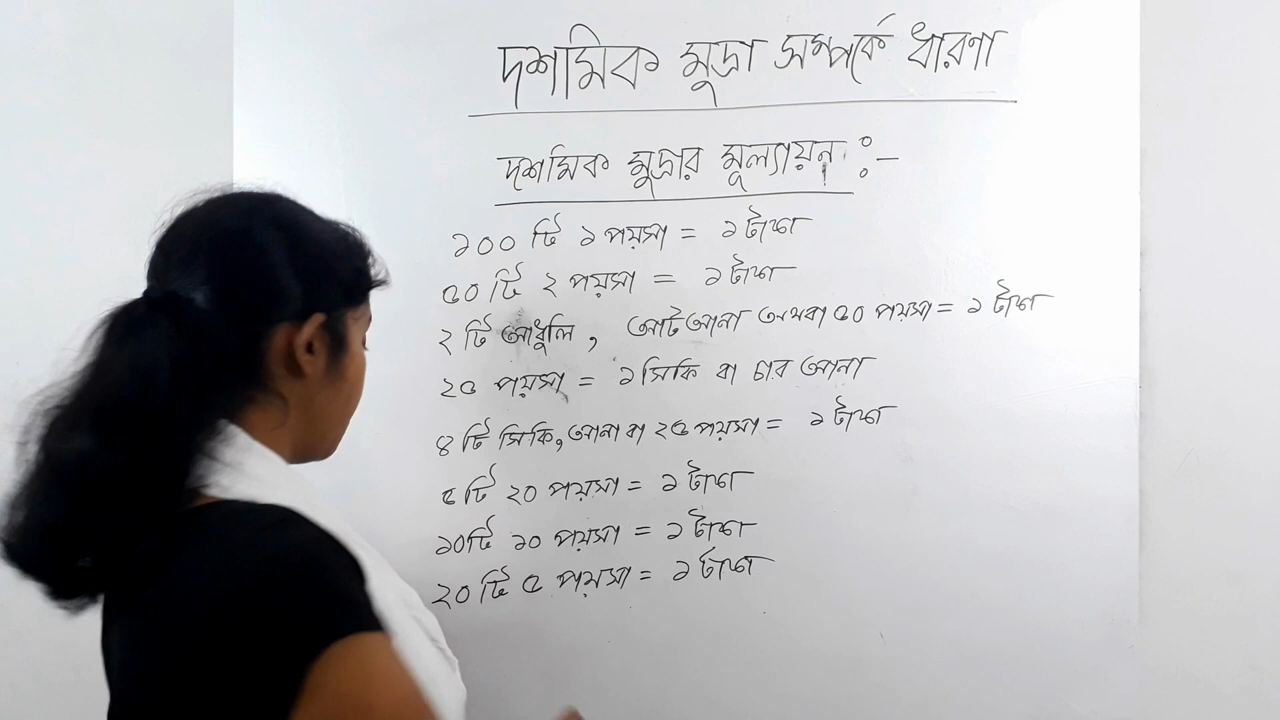 দশমিক মুদ্রা সম্পর্কে ধারণা
দশমিক মুদ্রার মূল্যায়ন :-
১০০ টি ১ পয়সা = ১ টাকা
৫০ টি ২ পয়সা = ১ টাকা
২ টি আধুলি, আট আনা অথবা ৫০ পয়সা = ১ টাকা
২৫ পয়সা = ১ সিকি বা চার আনা
৪ টি সিকি, আনা বা ২৫ পয়সা = ১ টাকা
৫ টি ২০ পয়সা = ১ টাকা
১০ টি ১০ পয়সা = ১ টাকা
২০ টি ৫ পয়সা = ১ টাকা